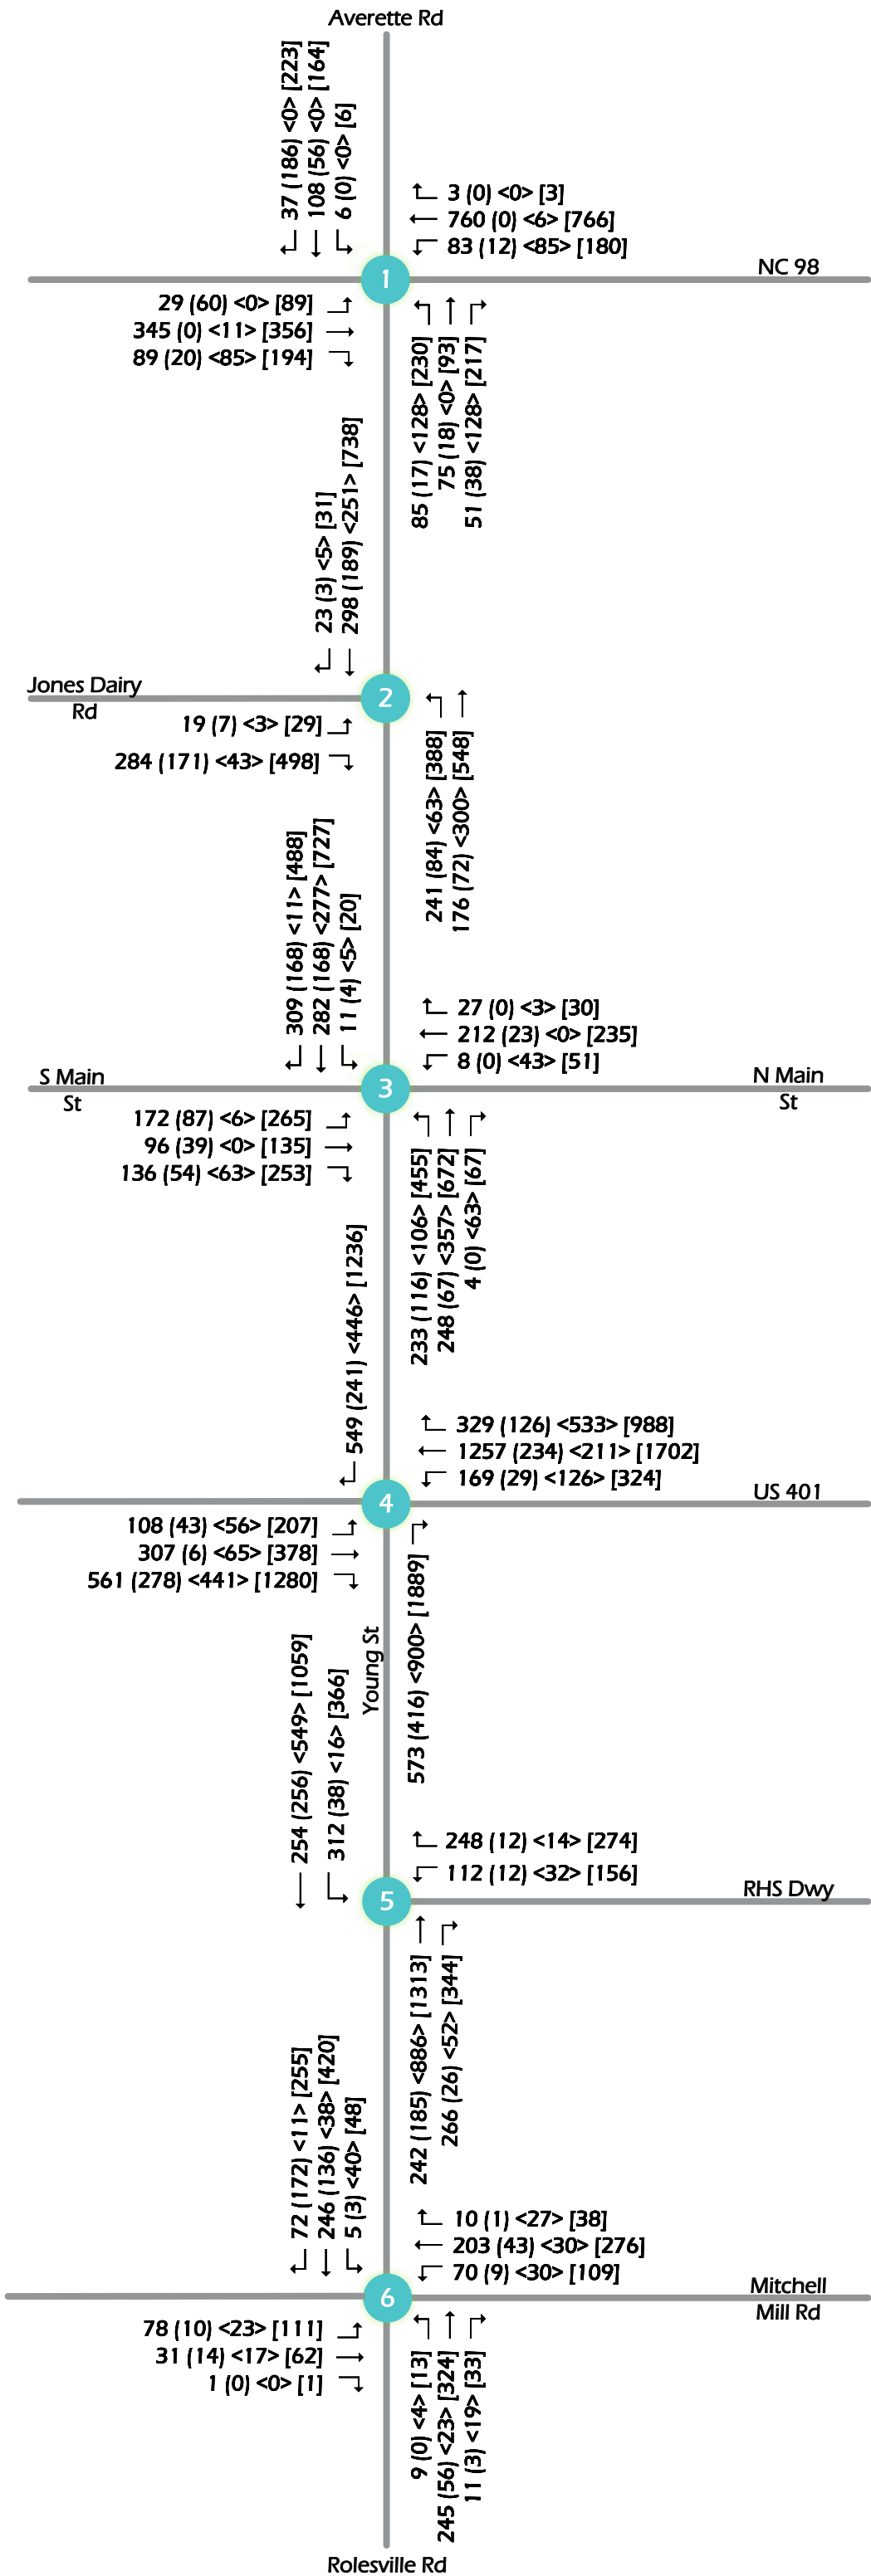 Averette Rd
37 (186) <0> [223]
108 (56) <0> [164]
6 (0) <0> [6]
3 (0) <0> [3]
760 (0) <6> [766]
83 (12) <85> [180]
1
NC 98
29 (60) <0> [89]
345 (0) <11> [356]
89 (20) <85> [194]
85 (17) <128> [230]
75 (18) <0> [93]
51 (38) <128> [217]
23 (3) <5> [31]
298 (189) <251> [738]
Jones Dairy
Rd
2
19 (7) <3> [29]
284 (171) <43> [498]
241 (84) <63> [388]
176 (72) <300> [548]
309 (168) <11> [488]
282 (168) <277> [727]
11 (4) <5> [20]
27 (0) <3> [30]
212 (23) <0> [235]
8 (0) <43> [51]
S Main
St
3
N Main
St
172 (87) <6> [265]
96 (39) <0> [135]
136 (54) <63> [253]
233 (116) <106> [455]
248 (67) <357> [672]
4 (0) <63> [67]
549 (241) <446> [1236]
329 (126) <533> [988]
1257 (234) <211> [1702]
169 (29) <126> [324]
4
US 401
108 (43) <56> [207]
307 (6) <65> [378]
561 (278) <441> [1280]
573 (416) <900> [1889]
Young St
254 (256) <549> [1059]
312 (38) <16> [366]
248 (12) <14> [274]
112 (12) <32> [156]
5
RHS Dwy
242 (185) <886> [1313]
266 (26) <52> [344]
72 (172) <11> [255]
246 (136) <38> [420]
5 (3) <40> [48]
10 (1) <27> [38]
203 (43) <30> [276]
70 (9) <30> [109]
6
Mitchell
Mill Rd
78 (10) <23> [111]
31 (14) <17> [62]
1 (0) <0> [1]
9 (0) <4> [13]
245 (56) <23> [324]
11 (3) <19> [33]
Rolesville Rd